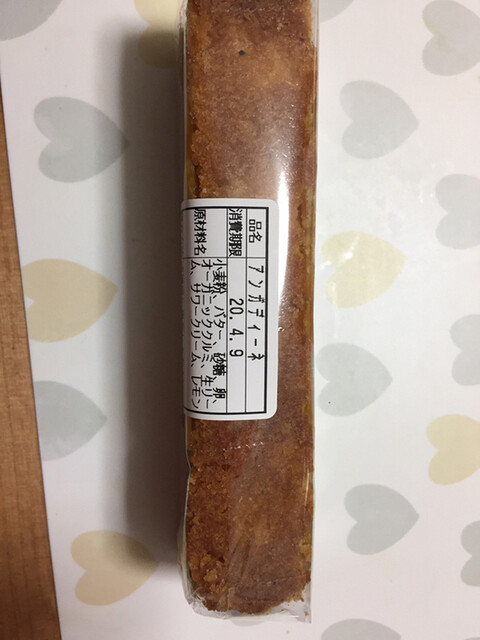 品名 アンガディーネ
消費期限 20.4.9
原材料名 小麦粉、バター、砂糖、卵、
オーガニッククルミ、生クリー
ム、サワークリーム、レモン